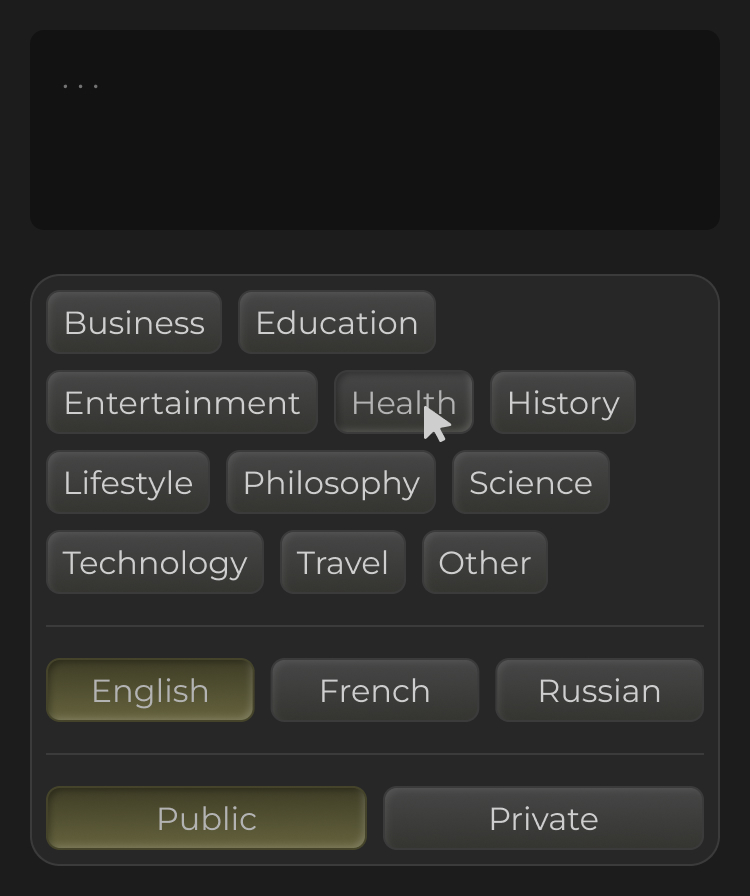 ...
Business Education
Entertainment Health History
Lifestyle Philosophy Science
Technology Travel Other
English French Russian
Public Private